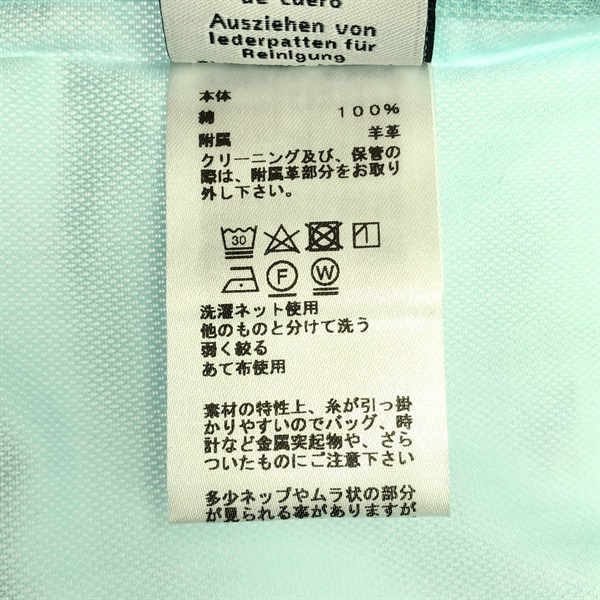 de cuero
Ausziehen von
lederpatten für
Reinigung
本体
綿 100%
附属 羊革
クリーニング及び、保管の
際は、附属革部分をお取り
外し下さい。
30
F W
洗濯ネット使用
他のものと分けて洗う
弱く絞る
あて布使用
素材の特性上、糸が引っ掛
かりやすいのでバッグ、時
計など金属突起物や、ざら
ついたものにご注意下さい
多少ネップやムラ状の部分
が見られる事がありますが